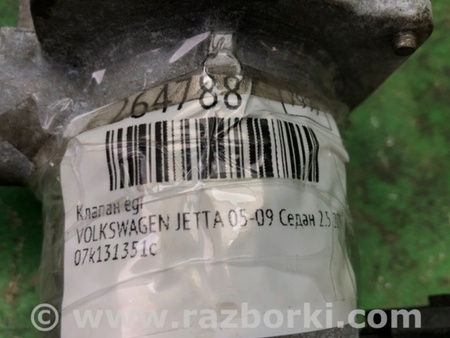 264788
Клапан egr
VOLKSWAGEN JETTA 05-09 Седан 2.5
07k131351c
© www.razborki.com